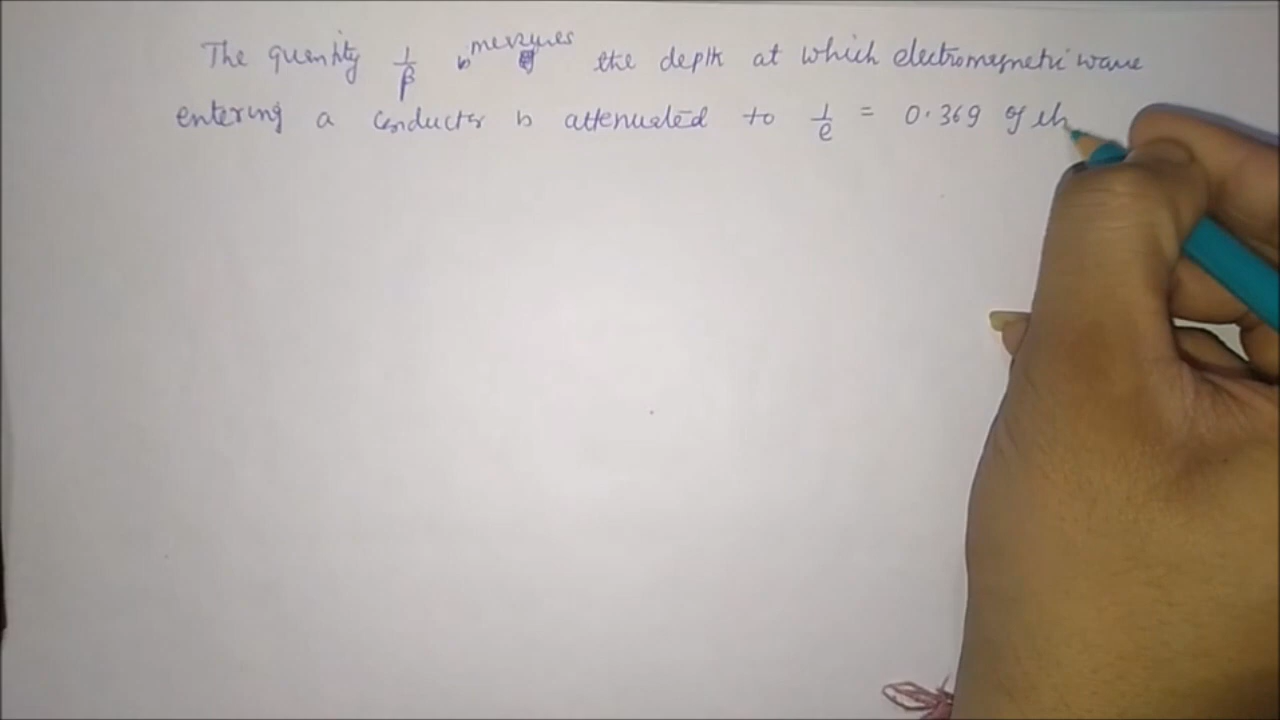 The quantity 1/β is measures the depth at which electromagnetic wave
entering a conductor is attenuated to 1/e = 0.369 of th